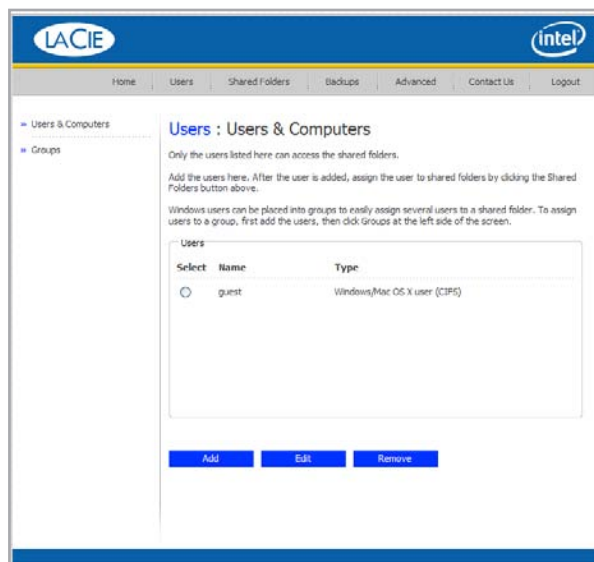 LACIE
intel
Home Users Shared Folders Backups Advanced Contact Us Logout
» Users & Computers
» Groups
Users : Users & Computers
Only the users listed here can access the shared folders.
Add the users here. After the user is added, assign the user to shared folders by clicking the Shared
Folders button above.
Windows users can be placed into groups to easily assign several users to a shared folder. To assign
users to a group, first add the users, then click Groups at the left side of the screen.
Users
Select Name Type
guest Windows/Mac OS X user (CIFS)
Add Edit Remove